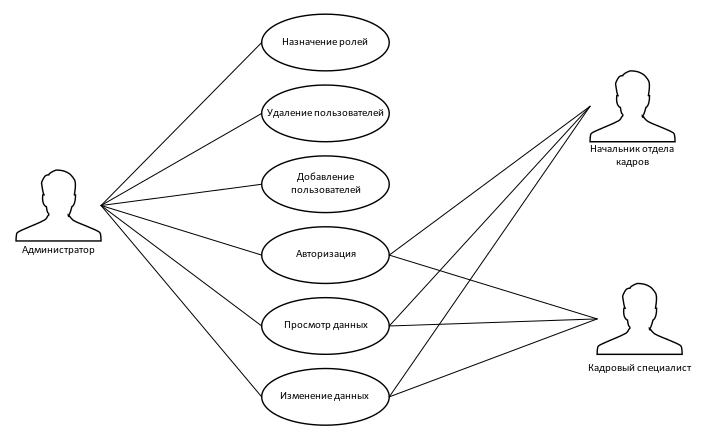 Назначение ролей
Удаление пользователей
Добавление
пользователей
Авторизация
Просмотр данных
Изменение данных
Администратор
Начальник отдела
кадров
Кадровый специалист